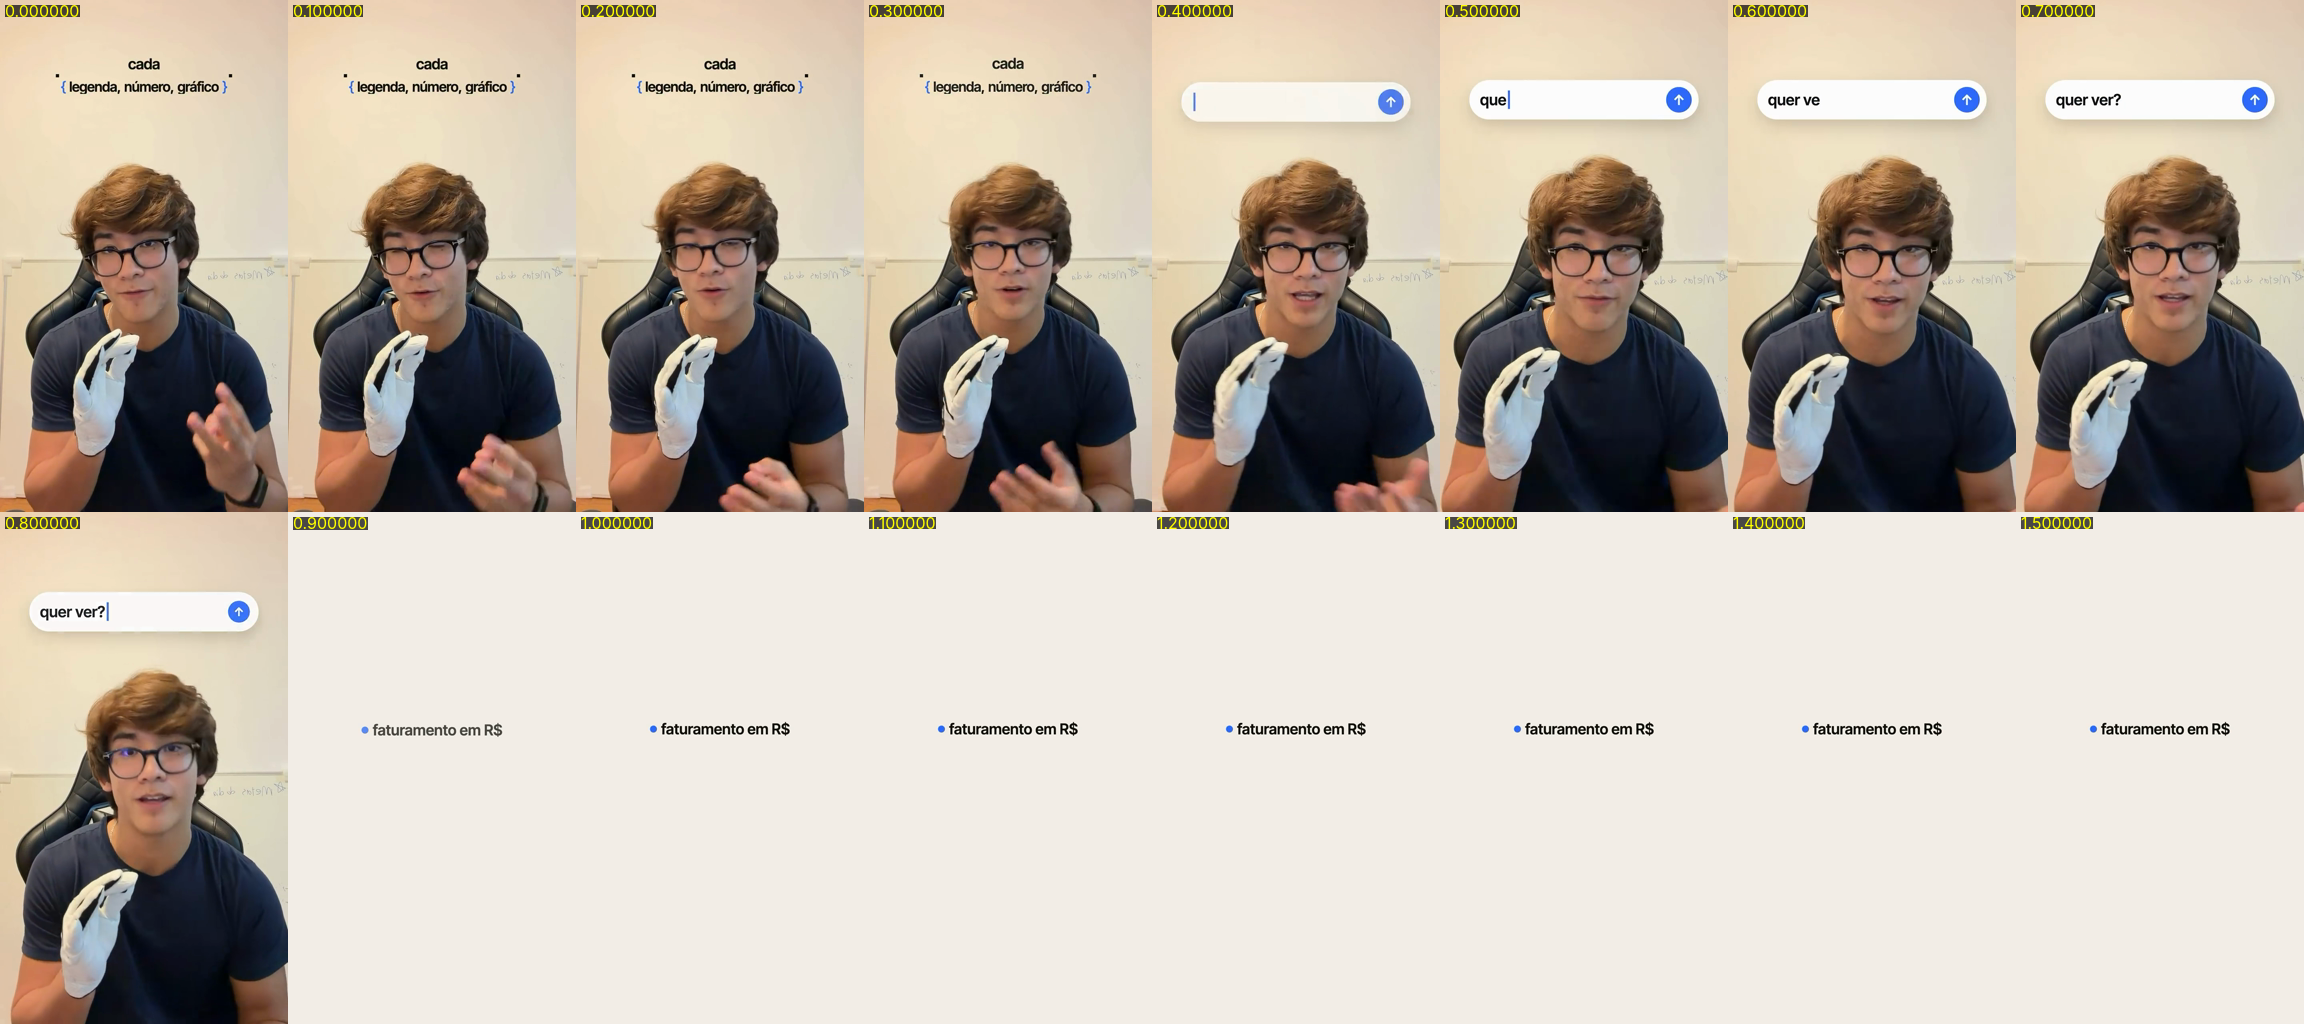 0.000000
cada
{ legenda, número, gráfico }
0.100000
cada
{ legenda, número, gráfico }
0.200000
cada
{ legenda, número, gráfico }
0.300000
cada
{ legenda, número, gráfico }
0.400000
0.500000
que
0.600000
quer ve
0.700000
quer ver?
0.800000
quer ver?
0.900000
faturamento em R$
1.000000
faturamento em R$
1.100000
faturamento em R$
1.200000
faturamento em R$
1.300000
faturamento em R$
1.400000
faturamento em R$
1.500000
faturamento em R$